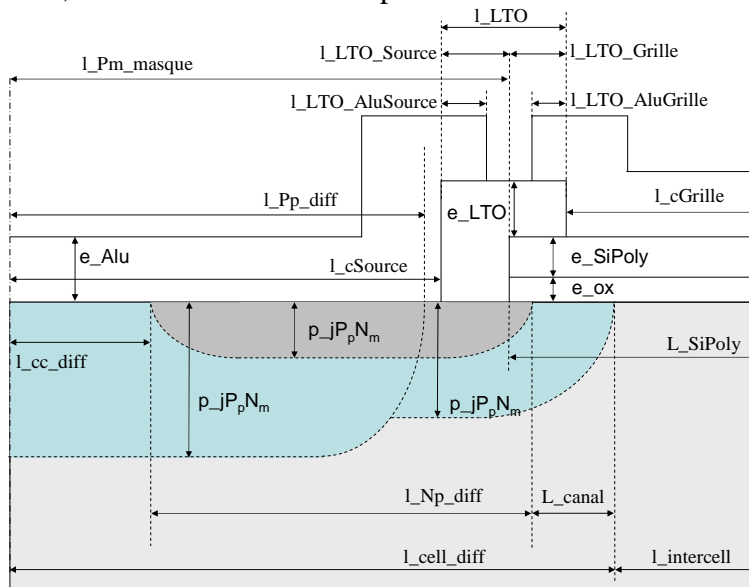 l_LTO
l_LTO_Source
l_LTO_Grille
l_Pm_masque
l_LTO_AluSource
l_LTO_AluGrille
l_Pp_diff
l_cGrille
e_LTO
e_Alu
e_SiPoly
l_cSource
e_ox
p_jPpNm
L_SiPoly
l_cc_diff
p_jPpNm
p_jPpNm
l_Np_diff
L_canal
l_cell_diff
l_intercell